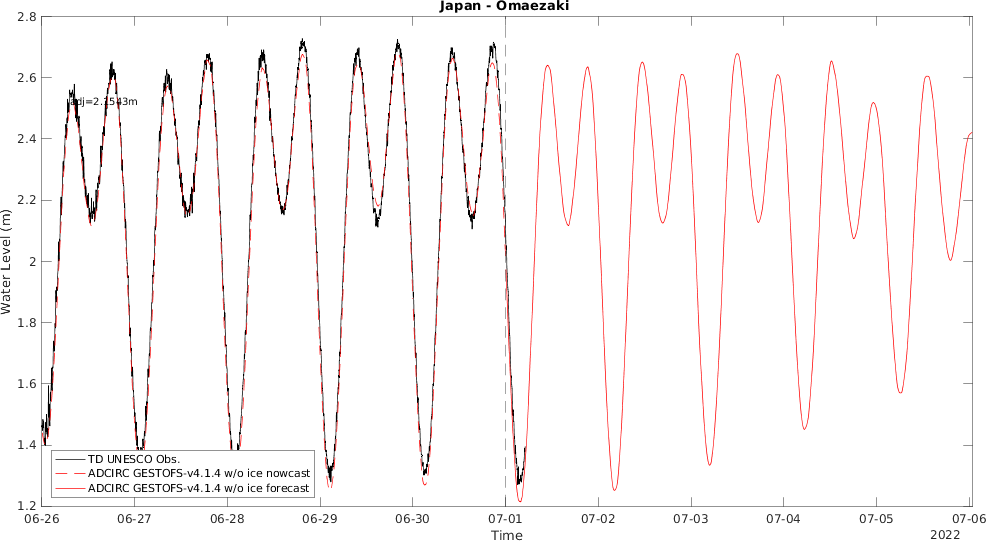 Japan - Omaezaki
2.8
2.6
2.4
2.2
2
1.8
1.6
1.4
1.2
Water Level (m)
adj=2.1543m
TD UNESCO Obs.
ADCIRC GESTOFS-v4.1.4 w/o ice nowcast
ADCIRC GESTOFS-v4.1.4 w/o ice forecast
06-26 06-27 06-28 06-29 06-30 07-01 07-02 07-03 07-04 07-05 07-06
Time
2022